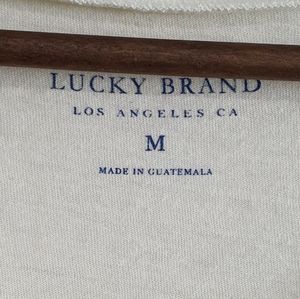 LUCKY BRAND
LOS ANGELES CA
M
MADE IN GUATEMALA